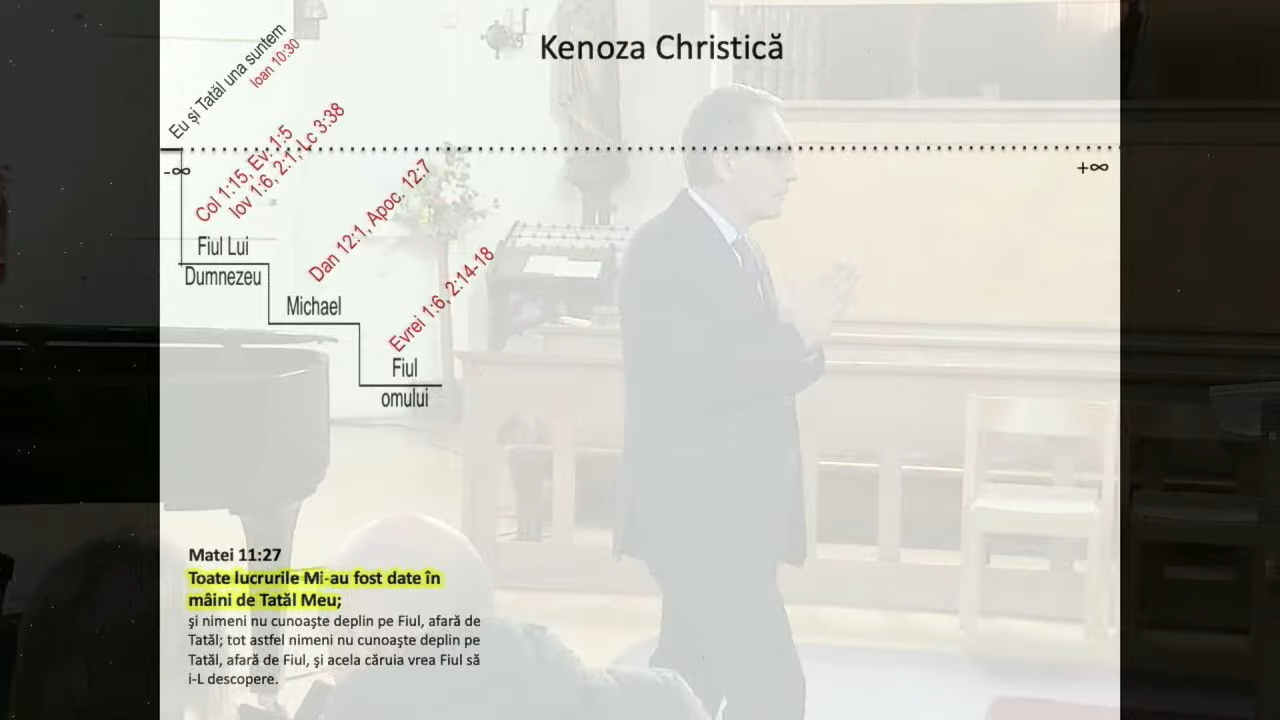 Kenoza Christică
Eu și Tatăl una suntem
Ioan 10:30
-∞
+∞
Col 1:15, Ev. 1:5
Iov 1:6, 2:1, Lc 3:38
Fiul Lui
Dumnezeu
Dan 12:1, Apoc. 12:7
Michael
Evrei 1:6, 2:14-18
Fiul
omului
Matei 11:27
Toate lucrurile Mi-au fost date în
mâini de Tatăl Meu;
şi nimeni nu cunoaşte deplin pe Fiul, afară de
Tatăl; tot astfel nimeni nu cunoaşte deplin pe
Tatăl, afară de Fiul, şi acela căruia vrea Fiul să
i-L descopere.